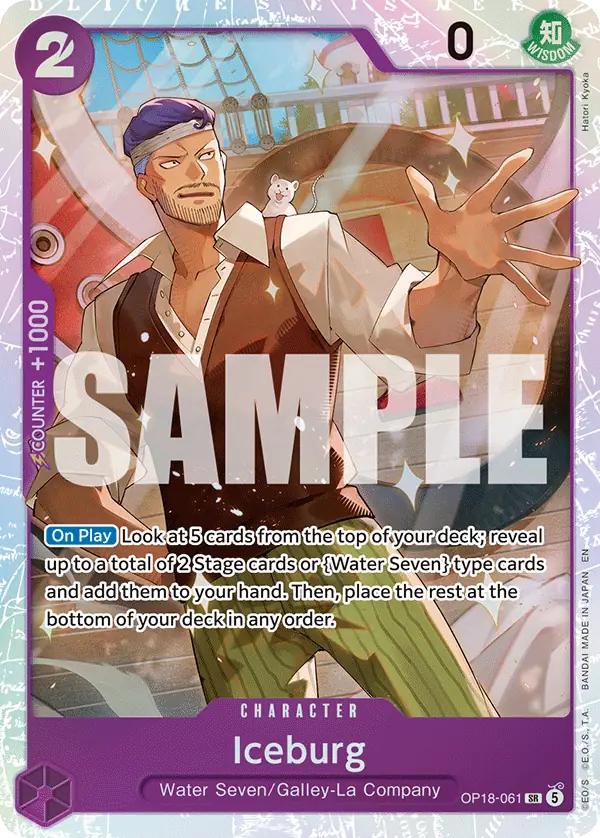 2
0
知
WISDOM
Hatori Kyoka
COUNTER +1000
SAMPLE
On Play Look at 5 cards from the top of your deck; reveal
up to a total of 2 Stage cards or {Water Seven} type cards
and add them to your hand. Then, place the rest at the
bottom of your deck in any order.
CHARACTER
Iceburg
Water Seven/Galley-La Company
OP18-061 SR 5
©EO/S ©E.O./S., T.A. BANDAI MADE IN JAPAN EN